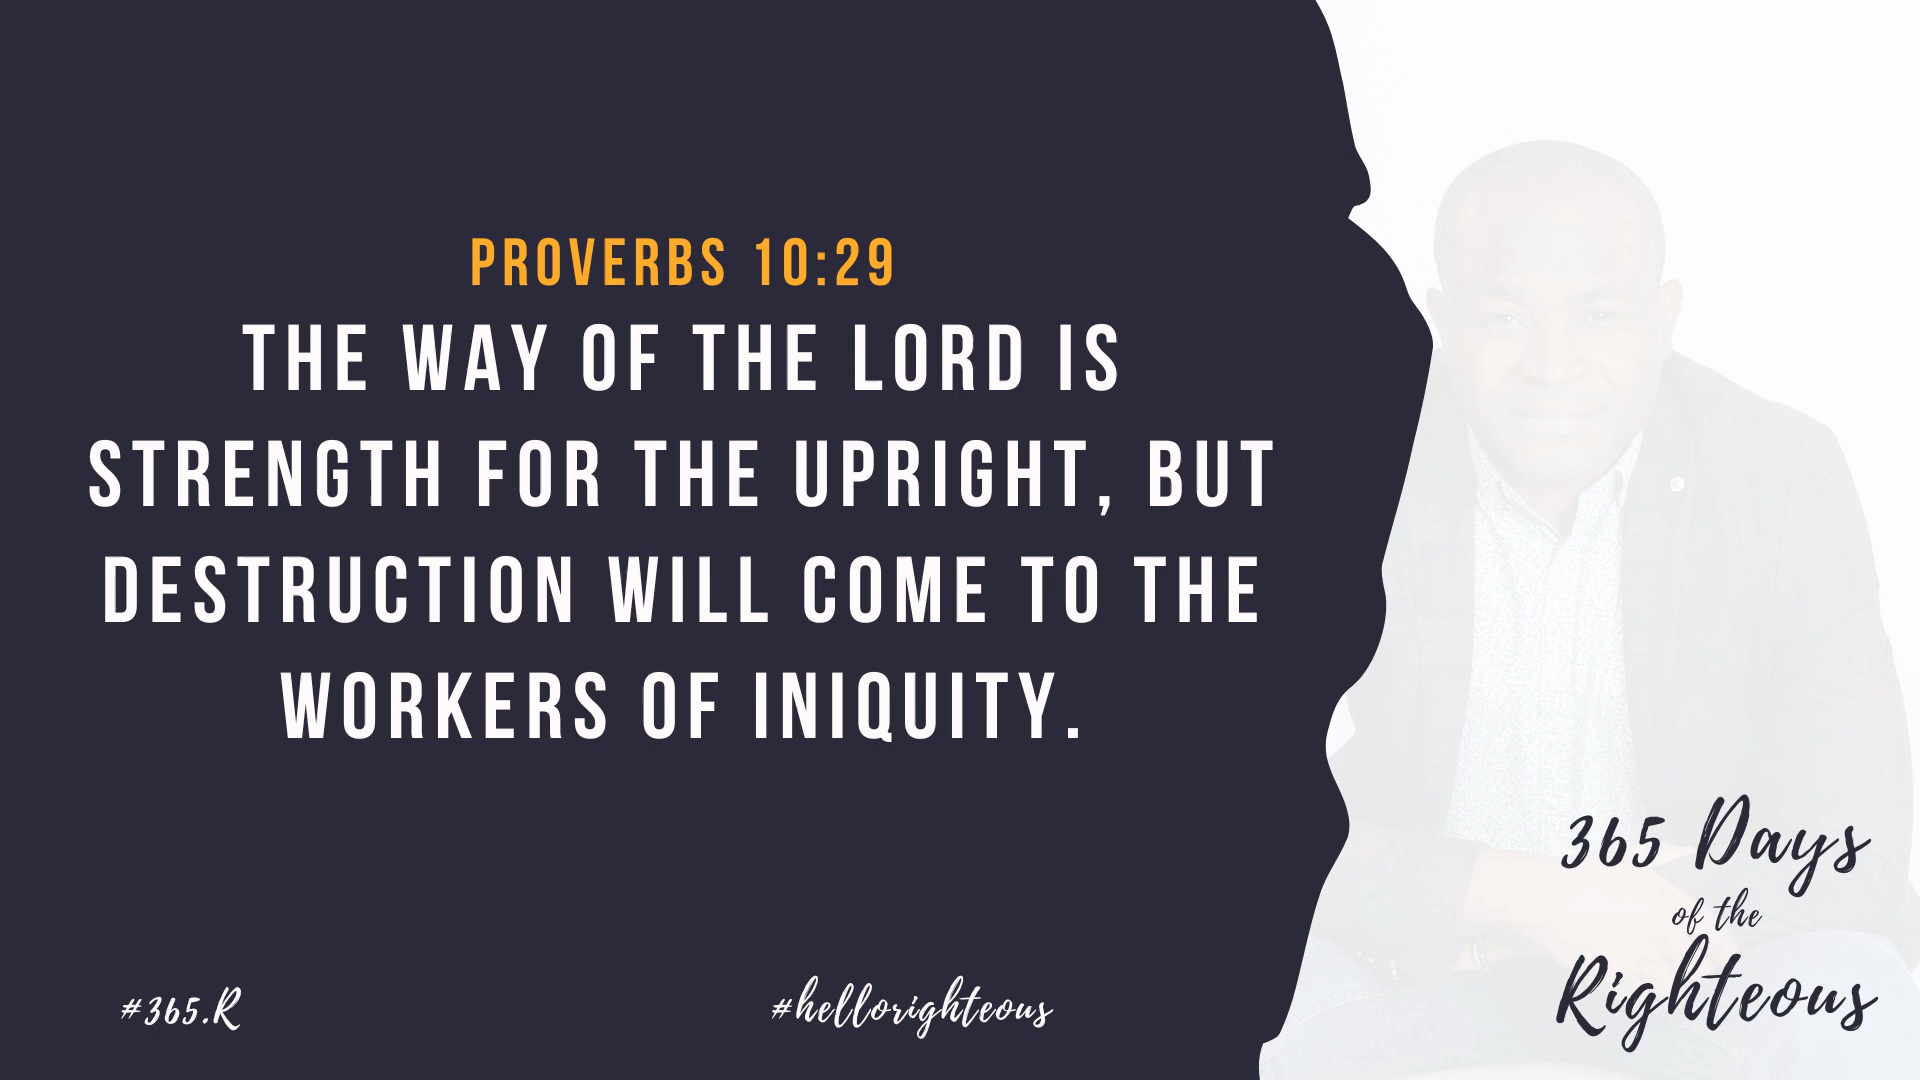 PROVERBS 10:29
THE WAY OF THE LORD IS
STRENGTH FOR THE UPRIGHT, BUT
DESTRUCTION WILL COME TO THE
WORKERS OF INIQUITY.
365 Days
of the
Righteous
#365.R
#hellorighteous